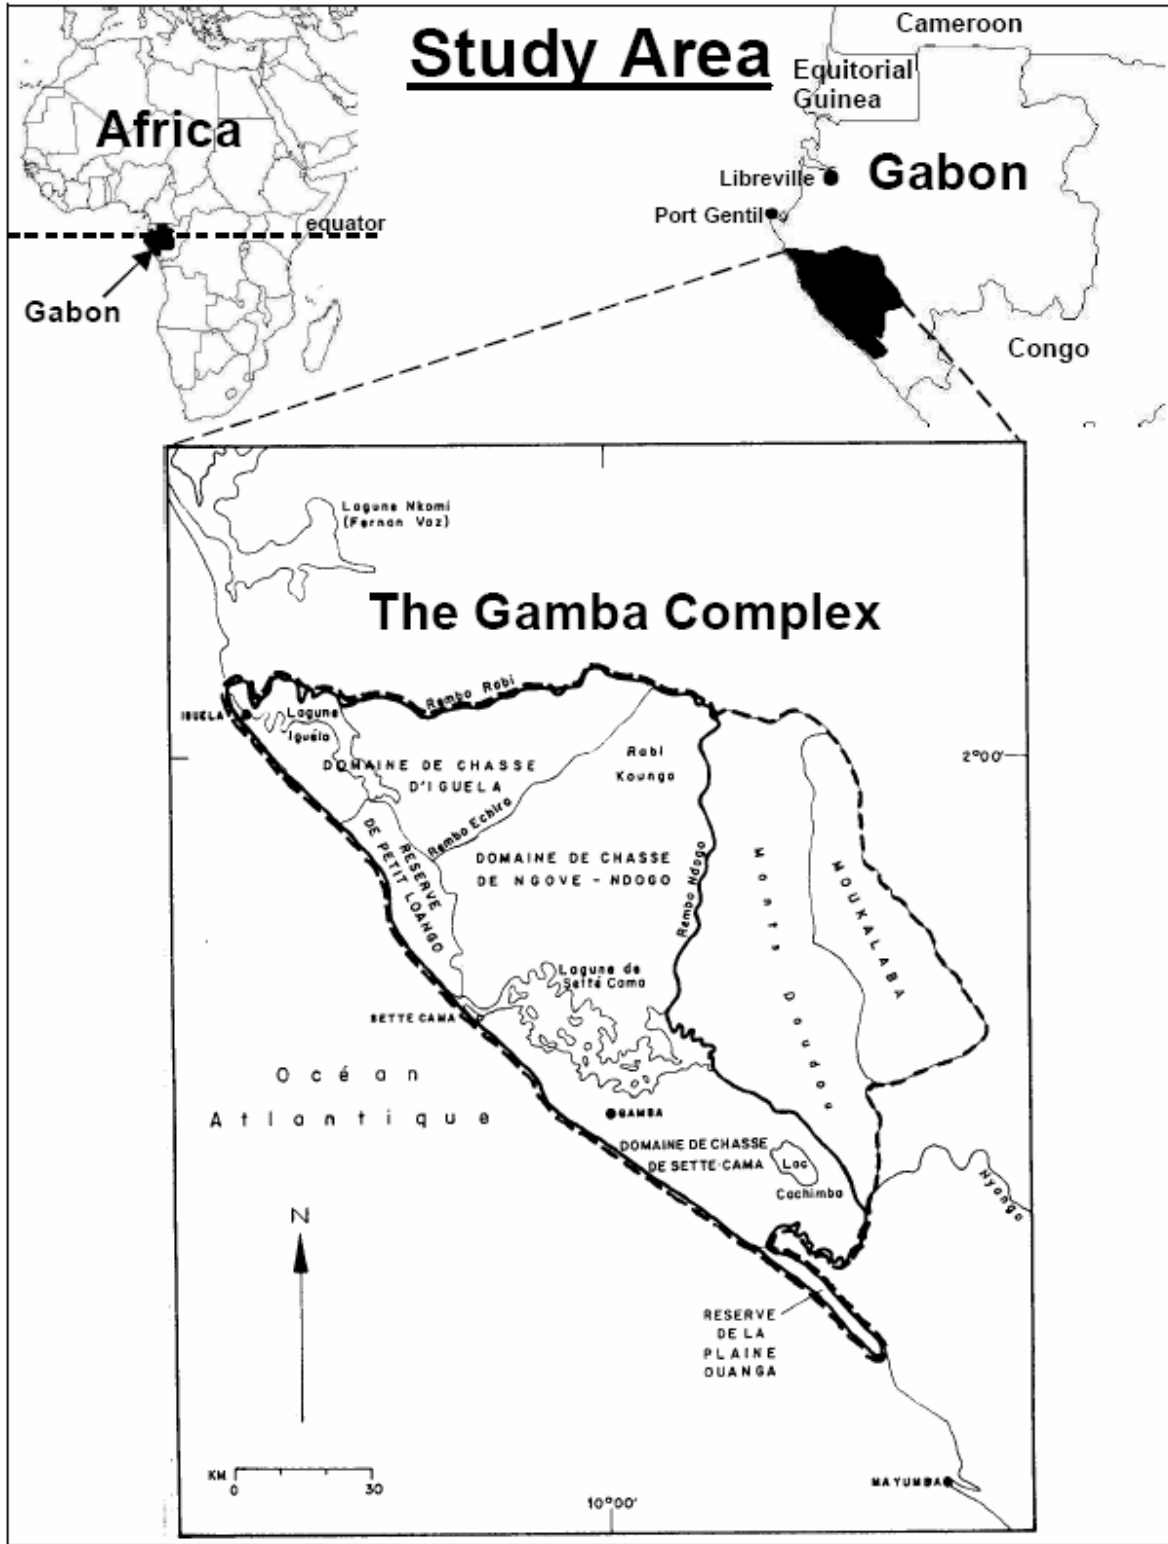 Study Area
Africa
equator
Gabon
Cameroon
Equitorial
Guinea
Gabon
Libreville
Port Gentil
Congo
Lagune Nkomi
(Fernan Vaz)
The Gamba Complex
Rembo Rabi
IGUELA
Lagune
Iguéla
DOMAINE DE CHASSE
D'IGUELA
Rabi
Koungo
2°00'
Rembo Echira
RESERVE
DE PETIT LOANGO
DOMAINE DE CHASSE
DE NGOVE - NDOGO
Rembo Ndogo
Monts Doudou
MOUKALABA
Lagune de
Setté Cama
SETTE CAMA
Océan
Atlantique
GAMBA
DOMAINE DE CHASSE
DE SETTE-CAMA
Lac
Cachimba
Nyanga
N
RESERVE
DE LA
PLAINE
OUANGA
KM
0 30
10°00'
MAYUMBA